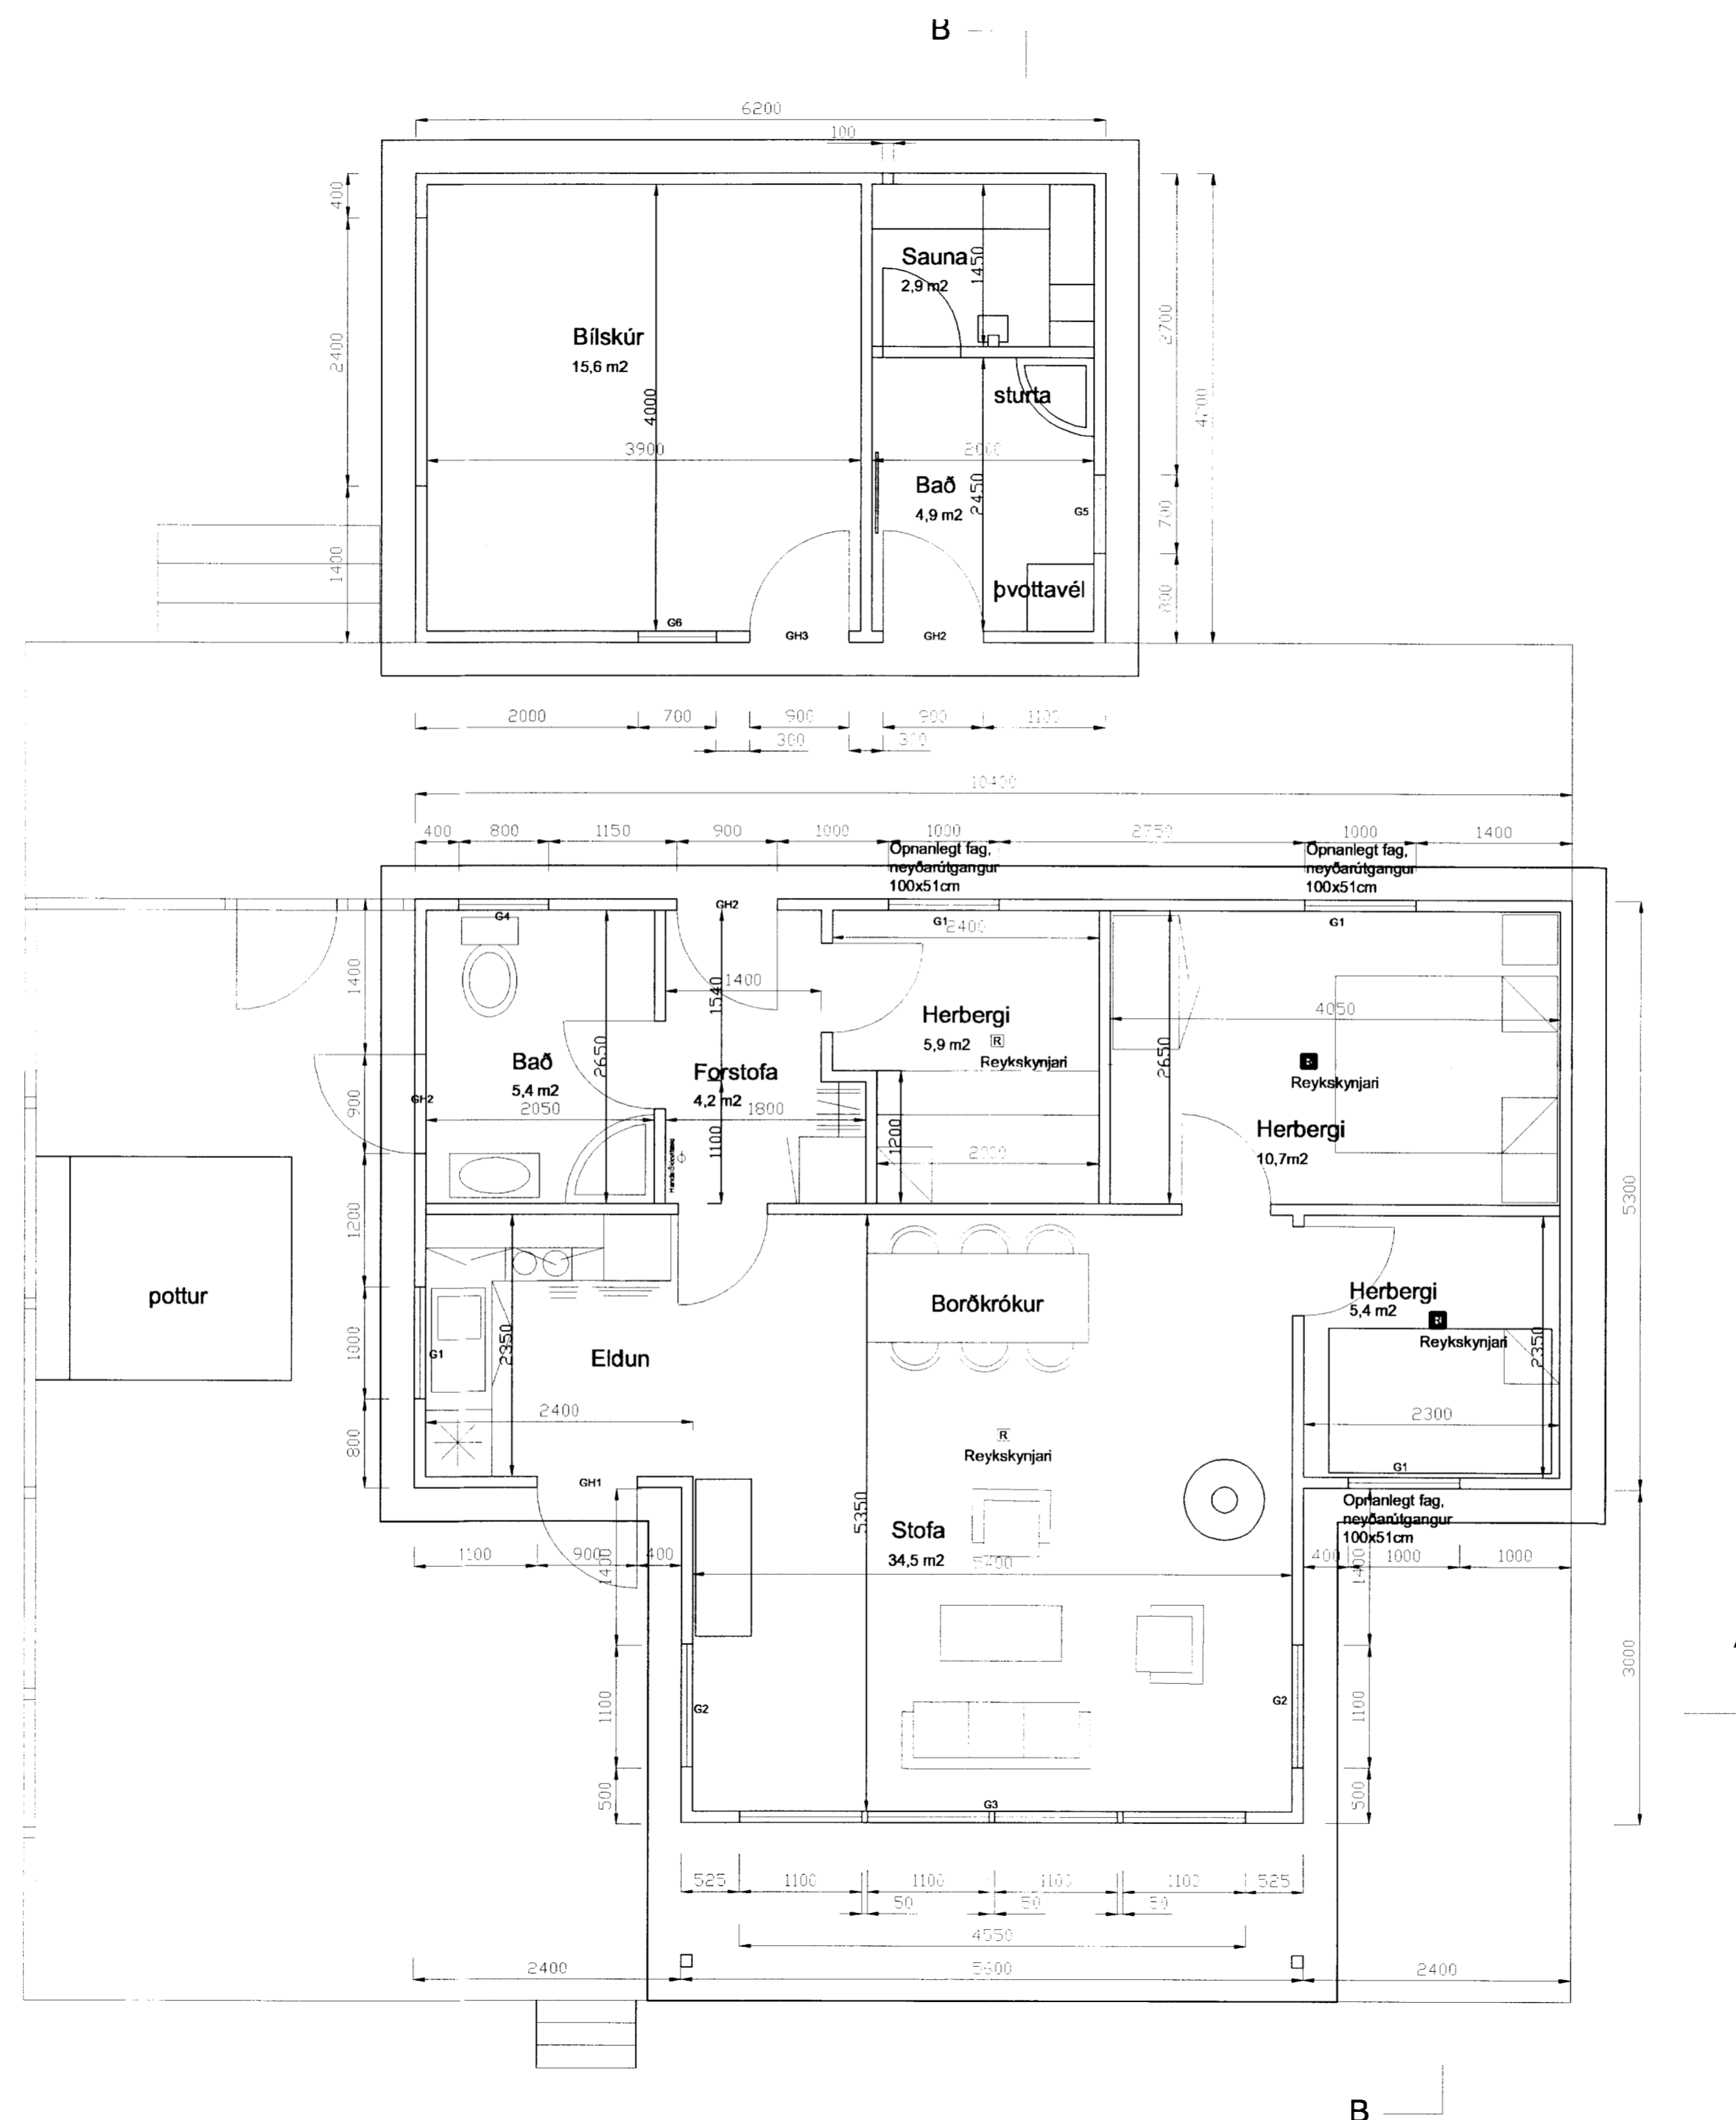 B
6200
100
400
2400
1400
Sauna
2,9 m2
1450
Bílskúr
15,6 m2
4000
3900
sturta
2000
Bað
4,9 m2
2450
G5
þvottavél
2700
700
800
4200
G6
GH3
GH2
2000
700
900
900
1100
300
300
10400
400
800
1150
900
1000
1000
2750
1000
1400
Opnanlegt fag,
neyðarútgangur
100x51cm
Opnanlegt fag,
neyðarútgangur
100x51cm
G4
GH2
G1
2400
G1
1400
1400
1540
4050
Herbergi
5,9 m2
R
Reykskynjari
Bað
5,4 m2
2650
2050
Forstofa
4,2 m2
1800
1100
1200
2000
2650
Reykskynjari
Herbergi
10,7m2
GH2
900
1200
1000
800
5300
pottur
G1
2350
Eldun
2400
Borðkrókur
Herbergi
5,4 m2
R
Reykskynjari
2350
2300
R
Reykskynjari
GH1
G1
Opnanlegt fag,
neyðarútgangur
100x51cm
5350
Stofa
34,5 m2
5400
1100
900
400
1400
400
1000
1000
1400
3000
1100
G2
G2
1100
500
500
G3
525
1100
1100
1100
1100
525
50
50
50
4550
2400
5600
2400
B